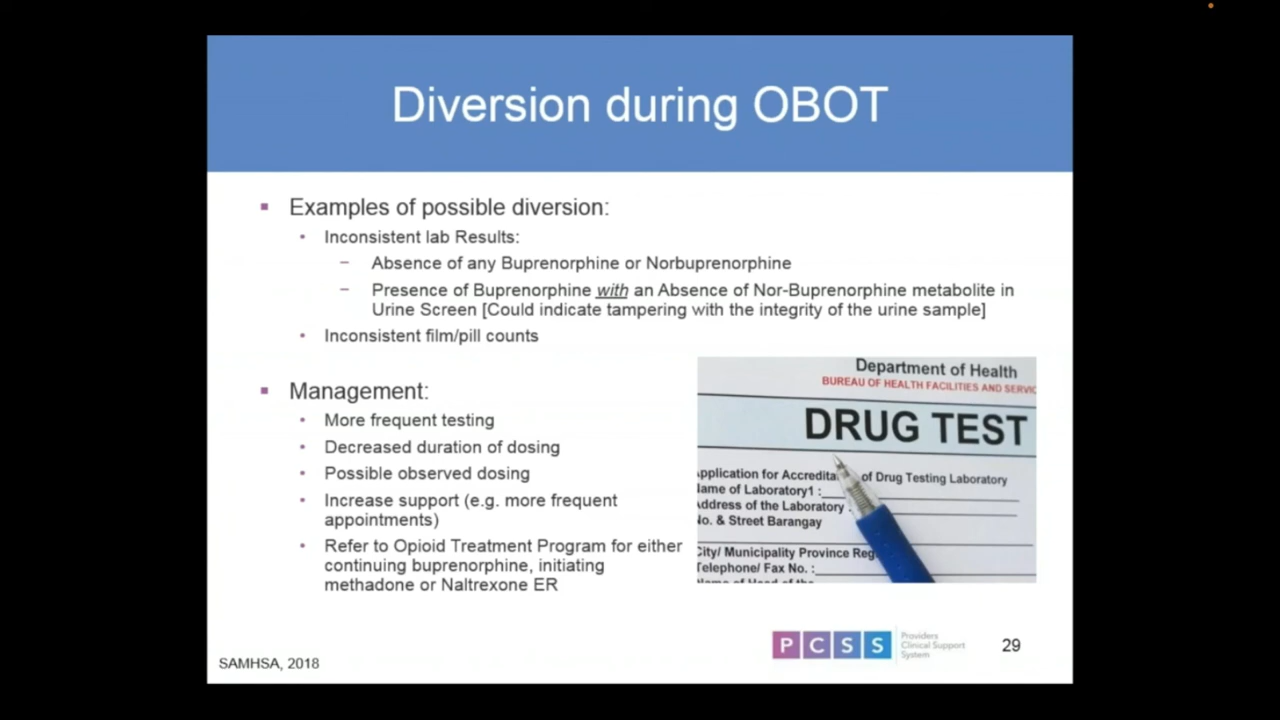 Diversion during OBOT
▪ Examples of possible diversion:
• Inconsistent lab Results:
– Absence of any Buprenorphine or Norbuprenorphine
– Presence of Buprenorphine with an Absence of Nor-Buprenorphine metabolite in
Urine Screen [Could indicate tampering with the integrity of the urine sample]
• Inconsistent film/pill counts
▪ Management:
• More frequent testing
• Decreased duration of dosing
• Possible observed dosing
• Increase support (e.g. more frequent
appointments)
• Refer to Opioid Treatment Program for either
continuing buprenorphine, initiating
methadone or Naltrexone ER
Department of Health
BUREAU OF HEALTH FACILITIES AND SERVIC
DRUG TEST
pplication for Accredita of Drug Testing Laboratory
ame of Laboratory1 :
Address of the Laboratory :
No. & Street Barangay
City/ Municipality Province Reg
Telephone/ Fax No. :
SAMHSA, 2018
PCSS
Providers
Clinical Support
System
29